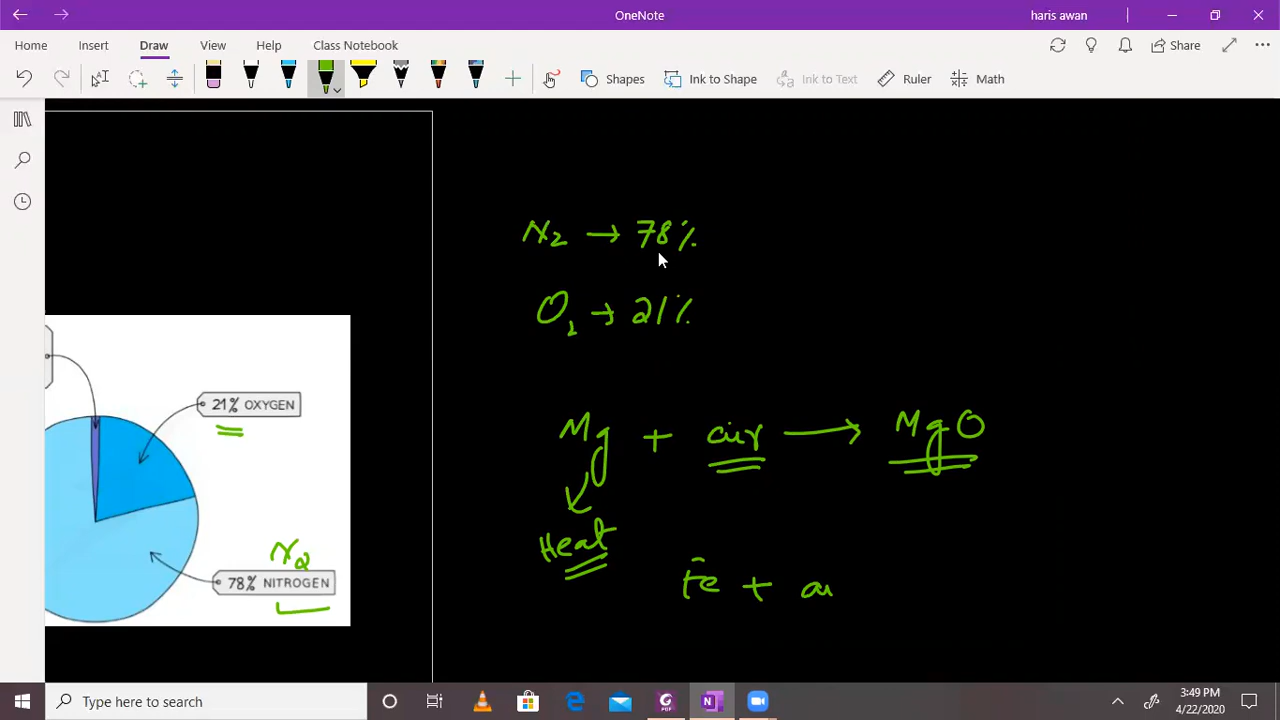 OneNote
haris awan
Home Insert Draw View Help Class Notebook
Share
Shapes Ink to Shape Ink to Text Ruler Math
N2 → 78%
O2 → 21%
21% OXYGEN
Mg + air → MgO
Heat
N2
78% NITROGEN
Fe + ai
Type here to search
3:49 PM
4/22/2020